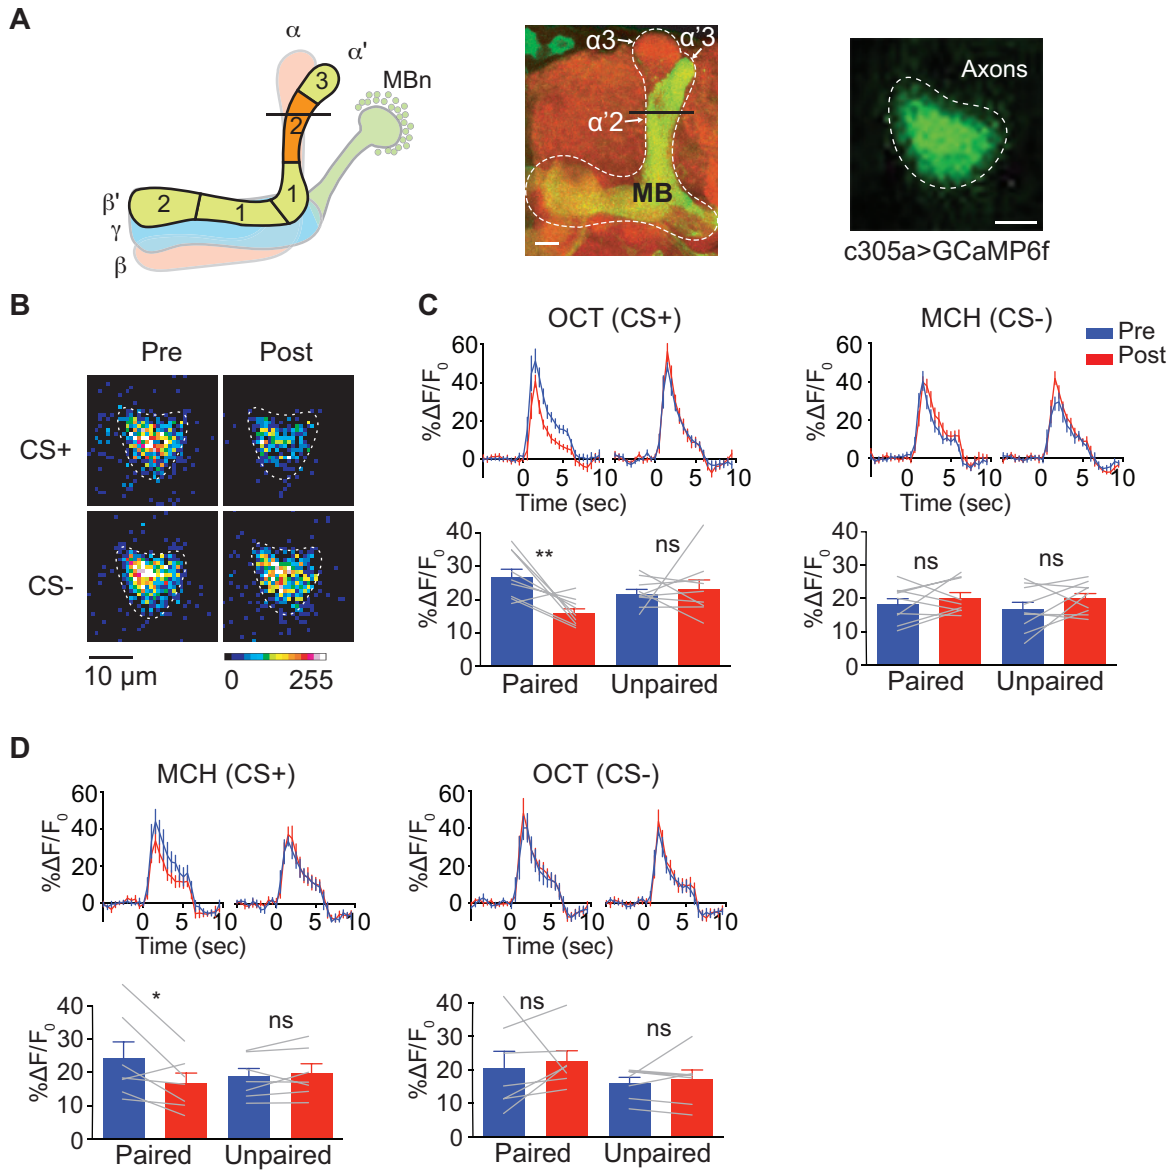 A
α
α'
3
MBn
2
1
β'
2
1
γ
β
α3
α'3
α'2
MB
Axons
c305a>GCaMP6f
B
Pre
Post
CS+
CS-
10 µm
0
255
C
OCT (CS+)
MCH (CS-)
Pre
Post
60
40
20
0
%ΔF/F0
0
5
10
0
5
10
Time (sec)
60
40
20
0
%ΔF/F0
0
5
10
0
5
10
Time (sec)
40
30
20
10
0
%ΔF/F0
**
ns
Paired
Unpaired
40
30
20
10
0
%ΔF/F0
ns
ns
Paired
Unpaired
D
MCH (CS+)
OCT (CS-)
60
40
20
0
%ΔF/F0
0
5
10
0
5
10
Time (sec)
60
40
20
0
%ΔF/F0
0
5
10
0
5
10
Time (sec)
40
30
20
10
0
%ΔF/F0
*
ns
Paired
Unpaired
40
30
20
10
0
%ΔF/F0
ns
ns
Paired
Unpaired